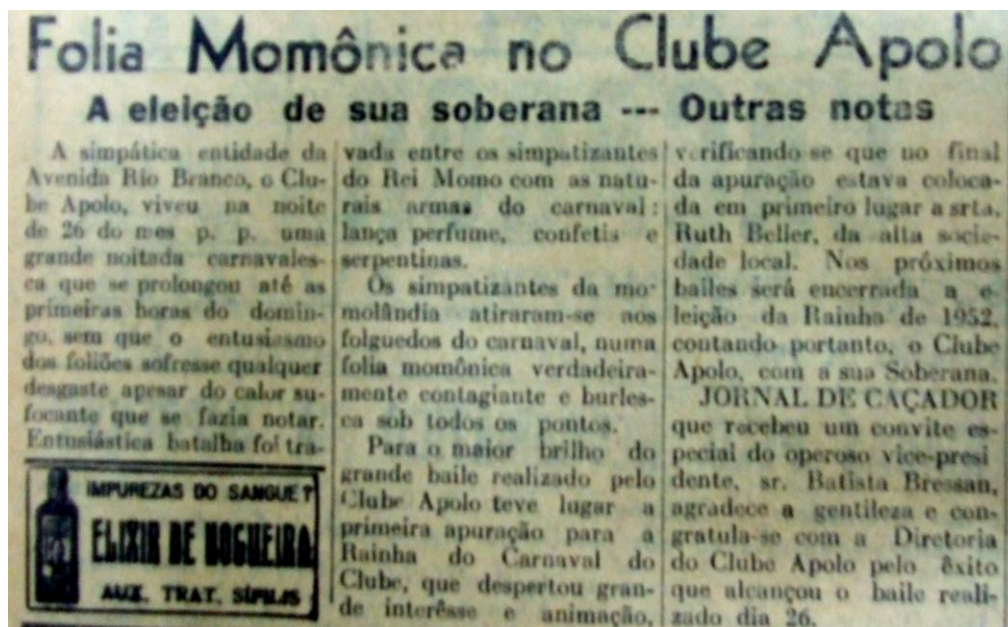 Folia Momônica no Clube Apolo
A eleição de sua soberana --- Outras notas
A simpática entidade da
Avenida Rio Branco, o Clu-
be Apolo, viveu na noite
de 26 do mes p. p. uma
grande noitada carnavales-
ca que se prolongou até as
primeiras horas do domin-
go, sem que o entusiasmo
dos foliões sofresse qualquer
desgaste apesar do calor su-
focante que se fazia notar.
Entusiástica batalha foi tra-
IMPUREZAS DO SANGUE?
ELIXIR DE NOGUEIRA
AUX. TRAT. SÍFILIS
vada entre os simpatizantes
do Rei Momo com as natu-
rais armas do carnaval:
lança perfume, confetis e
serpentinas.
Os simpatizantes da mo-
molândia atiraram-se aos
folguedos do carnaval, numa
folia momônica verdadeira-
mente contagiante e burles-
ca sob todos os pontos.
Para o maior brilho do
grande baile realizado pelo
Clube Apolo teve lugar a
primeira apuração para a
Rainha do Carnaval do
Clube, que despertou gran-
de interêsse e animação,
verificando-se que no final
da apuração estava coloca-
da em primeiro lugar a srta.
Ruth Beller, da alta socie-
dade local. Nos próximos
bailes será encerrada a e-
leição da Rainha de 1952,
contando portanto, o Clube
Apolo, com a sua Soberana.
JORNAL DE CAÇADOR
que recebeu um convite es-
pecial do operoso vice-presi
dente, sr. Batista Bressan,
agradece a gentileza e con-
gratula-se com a Diretoria
do Clube Apolo pelo êxito
que alcançou o baile reali-
zado dia 26.